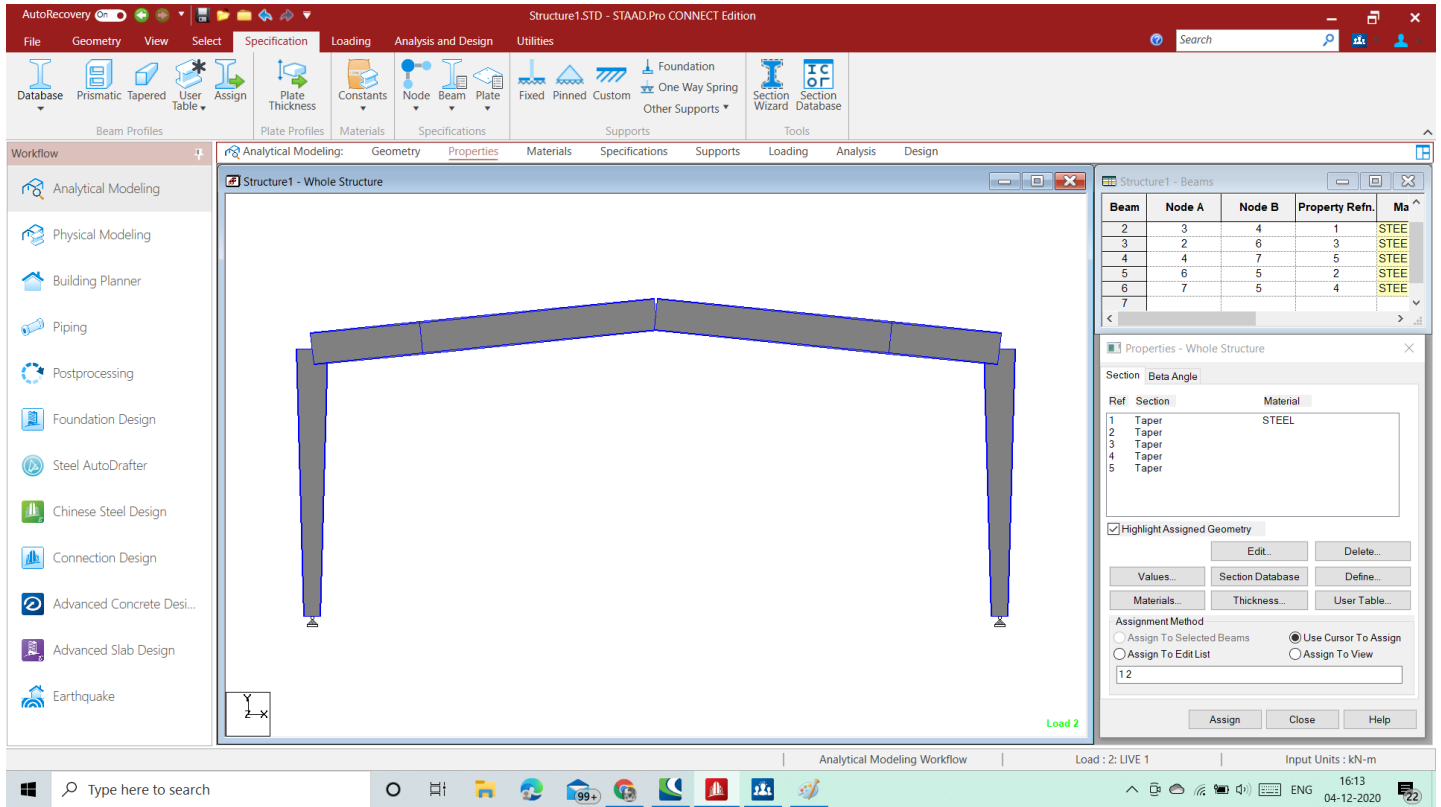 AutoRecovery On Structure1.STD - STAAD.Pro CONNECT Edition
File Geometry View Select Specification Loading Analysis and Design Utilities Search
Database Prismatic Tapered User Table Assign Plate Thickness Constants Node Beam Plate Fixed Pinned Custom Foundation One Way Spring Other Supports Section Wizard Section Database
Beam Profiles Plate Profiles Materials Specifications Supports Tools
Workflow
Analytical Modeling: Geometry Properties Materials Specifications Supports Loading Analysis Design
Analytical Modeling
Physical Modeling
Building Planner
Piping
Postprocessing
Foundation Design
Steel AutoDrafter
Chinese Steel Design
Connection Design
Advanced Concrete Desi...
Advanced Slab Design
Earthquake
Structure1 - Whole Structure
Y
Z X
Load 2
Structure1 - Beams
Beam Node A Node B Property Refn. Ma
2 3 4 1 STEE
3 2 6 3 STEE
4 4 7 5 STEE
5 6 5 2 STEE
6 7 5 4 STEE
7
Properties - Whole Structure
Section Beta Angle
Ref Section Material
1 Taper STEEL
2 Taper
3 Taper
4 Taper
5 Taper
Highlight Assigned Geometry
Edit... Delete...
Values... Section Database Define...
Materials... Thickness... User Table...
Assignment Method
Assign To Selected Beams Use Cursor To Assign
Assign To Edit List Assign To View
1 2
Assign Close Help
Analytical Modeling Workflow Load : 2: LIVE 1 Input Units : kN-m
Type here to search 99+ ENG 16:13
04-12-2020 22